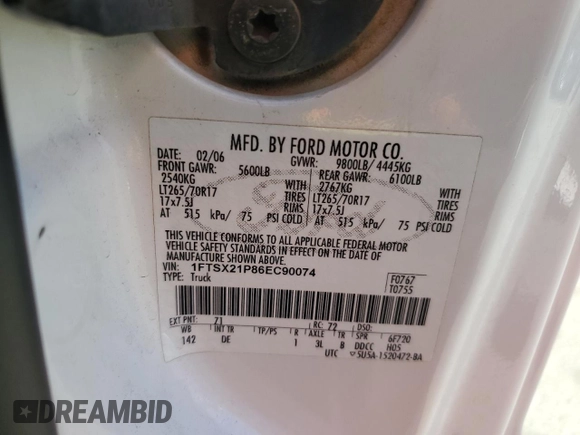 MFD. BY FORD MOTOR CO.
DATE: 02/06 GVWR: 9800LB/ 4445KG
FRONT GAWR: 5600LB REAR GAWR: 6100LB
2540KG WITH 2767KG WITH
LT265/70R17 TIRES LT265/70R17 TIRES
17x7.5J RIMS 17x7.5J RIMS
AT 515 kPa/ 75 PSI COLD AT 515 kPa/ 75 PSI COLD
THIS VEHICLE CONFORMS TO ALL APPLICABLE FEDERAL MOTOR
VEHICLE SAFETY STANDARDS IN EFFECT ON THE DATE OF
MANUFACTURE SHOWN ABOVE.
VIN: 1FTSX21P86EC90074
TYPE: Truck
F0767
T0755
EXT PNT: Z1 RC: 72 DSO:
WB INT TR TP/PS R AXLE TR SPR 6F720
142 DE 1 3L B DDCC H05
UTC ▽5U5A-1520472-BA
DREAMBID